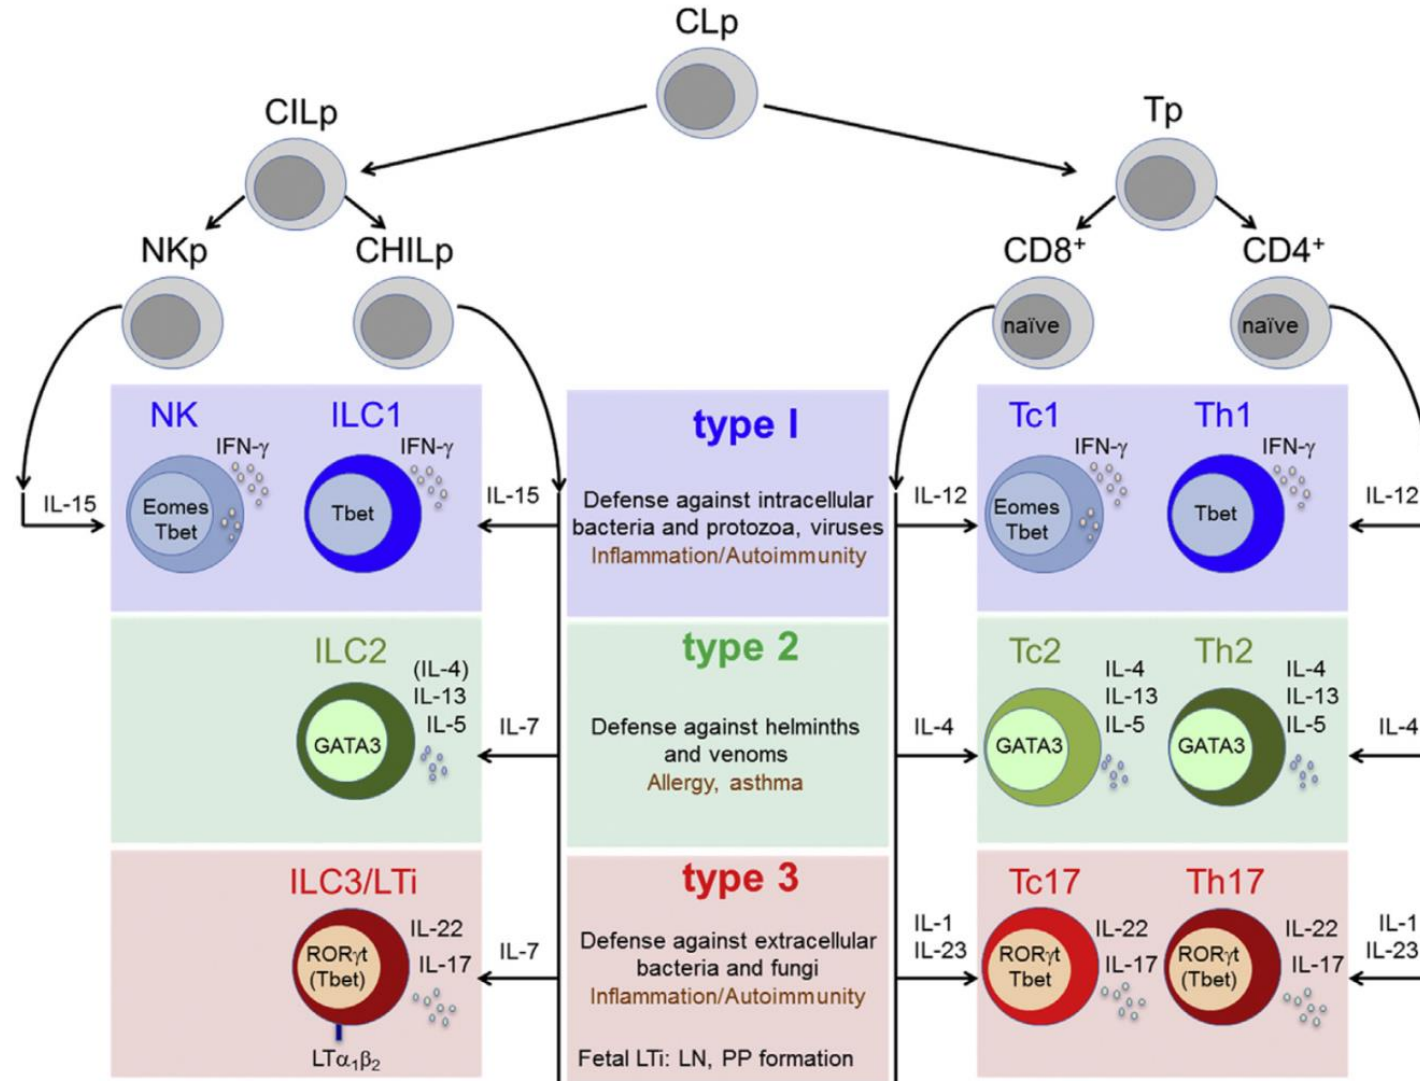 CLp
CILp
Tp
NKp
CHILp
CD8+
CD4+
naïve
naïve
NK
ILC1
IFN-γ
IFN-γ
IL-15
Eomes
Tbet
Tbet
IL-15
type I
Defense against intracellular
bacteria and protozoa, viruses
Inflammation/Autoimmunity
IL-12
Tc1
Th1
IFN-γ
IFN-γ
Eomes
Tbet
Tbet
IL-12
ILC2
(IL-4)
IL-13
IL-5
GATA3
IL-7
type 2
Defense against helminths
and venoms
Allergy, asthma
IL-4
Tc2
Th2
IL-4
IL-13
IL-5
GATA3
IL-4
IL-13
IL-5
GATA3
IL-4
ILC3/LTi
IL-22
IL-17
RORγt
(Tbet)
LTα1β2
IL-7
type 3
Defense against extracellular
bacteria and fungi
Inflammation/Autoimmunity
Fetal LTi: LN, PP formation
IL-1
IL-23
Tc17
Th17
IL-22
IL-17
RORγt
Tbet
IL-22
IL-17
RORγt
(Tbet)
IL-1
IL-23